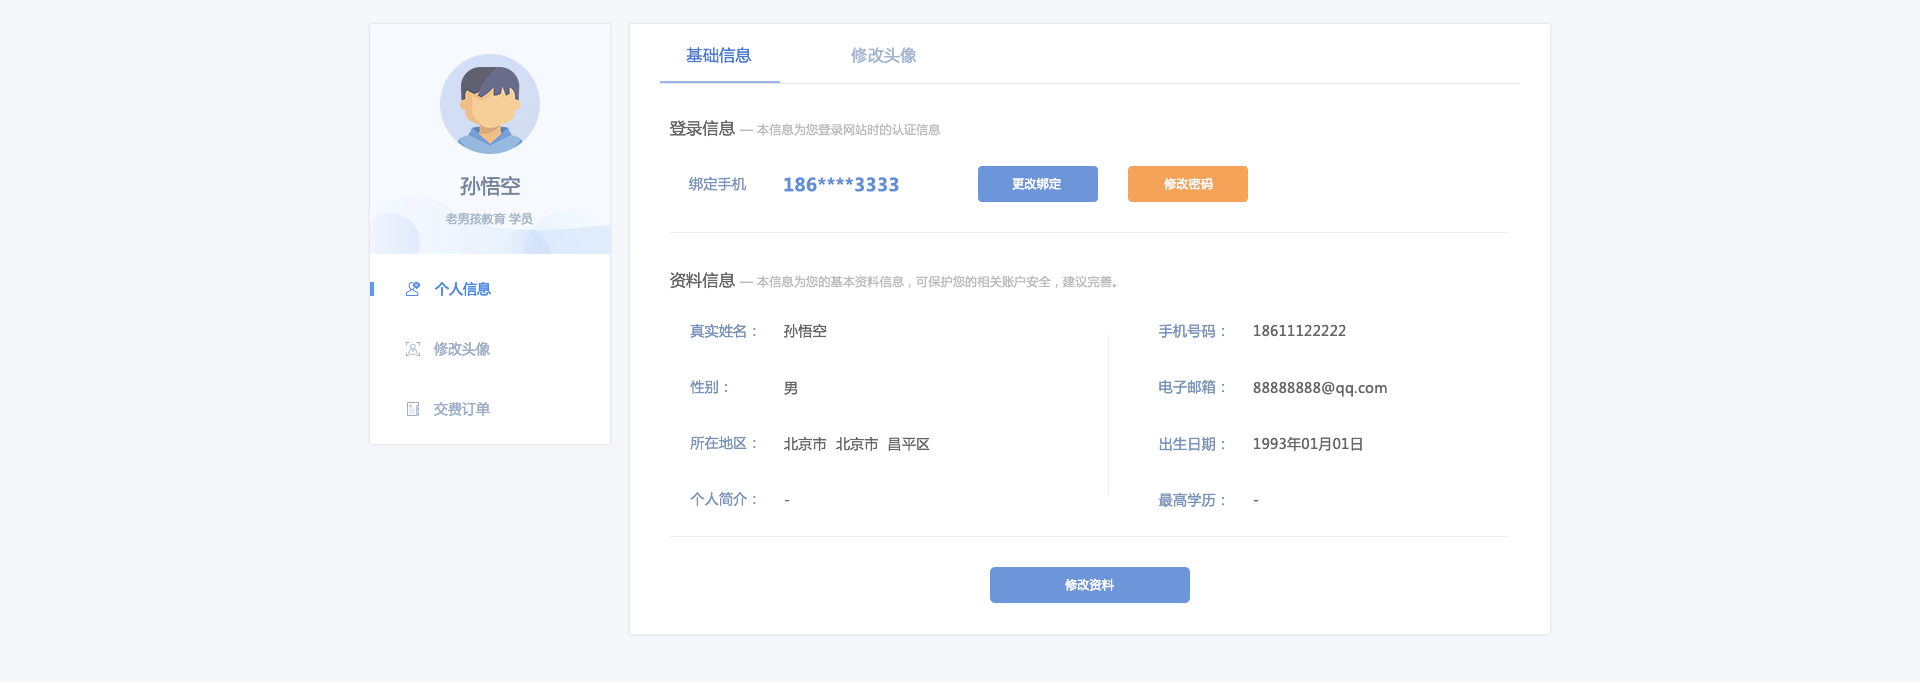 孙悟空
老男孩教育 学员
个人信息
修改头像
交费订单
基础信息 修改头像
登录信息 — 本信息为您登录网站时的认证信息
绑定手机 186****3333 更改绑定 修改密码
资料信息 — 本信息为您的基本资料信息，可保护您的相关账户安全，建议完善。
真实姓名： 孙悟空 手机号码： 18611122222
性别： 男 电子邮箱： 88888888@qq.com
所在地区： 北京市 北京市 昌平区 出生日期： 1993年01月01日
个人简介： - 最高学历： -
修改资料